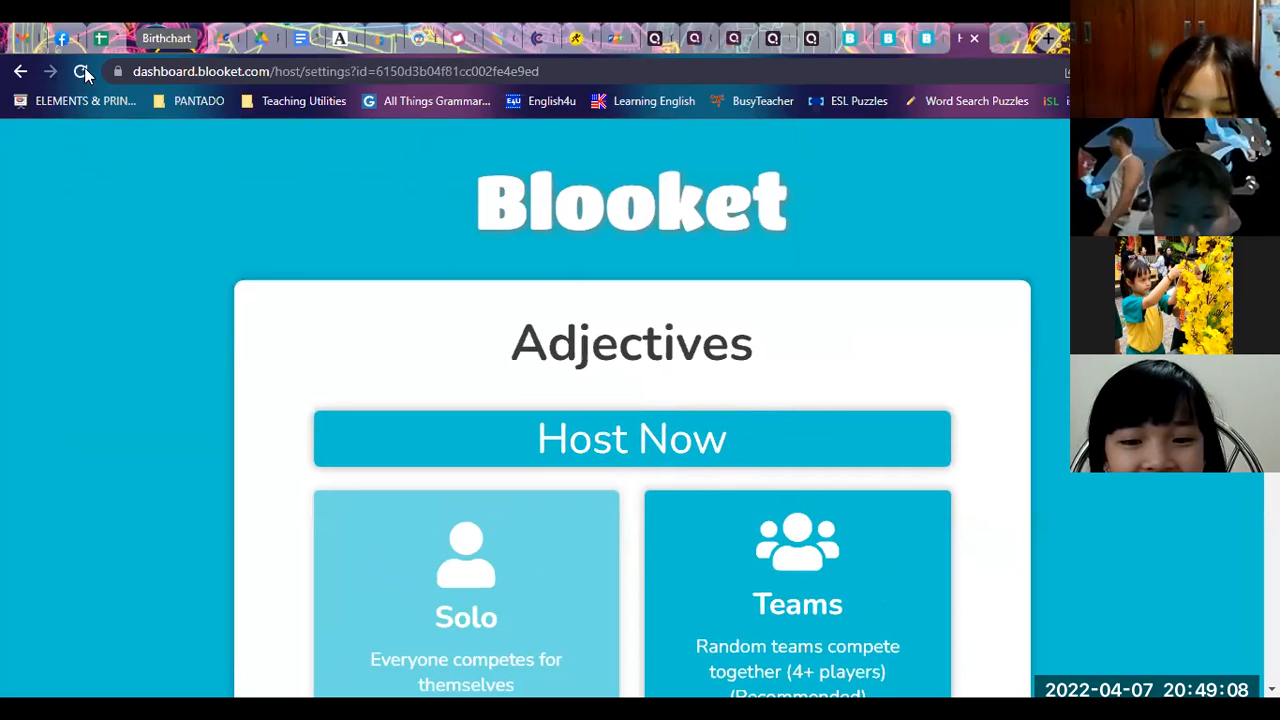 Birthchart
dashboard.blooket.com/host/settings?id=6150d3b04f81cc002fe4e9ed
ELEMENTS & PRIN... PANTADO Teaching Utilities All Things Grammar... English4u Learning English BusyTeacher ESL Puzzles Word Search Puzzles iSL
Blooket
Adjectives
Host Now
Solo
Everyone competes for
themselves
Teams
Random teams compete
together (4+ players)
(Recommended)
2022-04-07 20:49:08